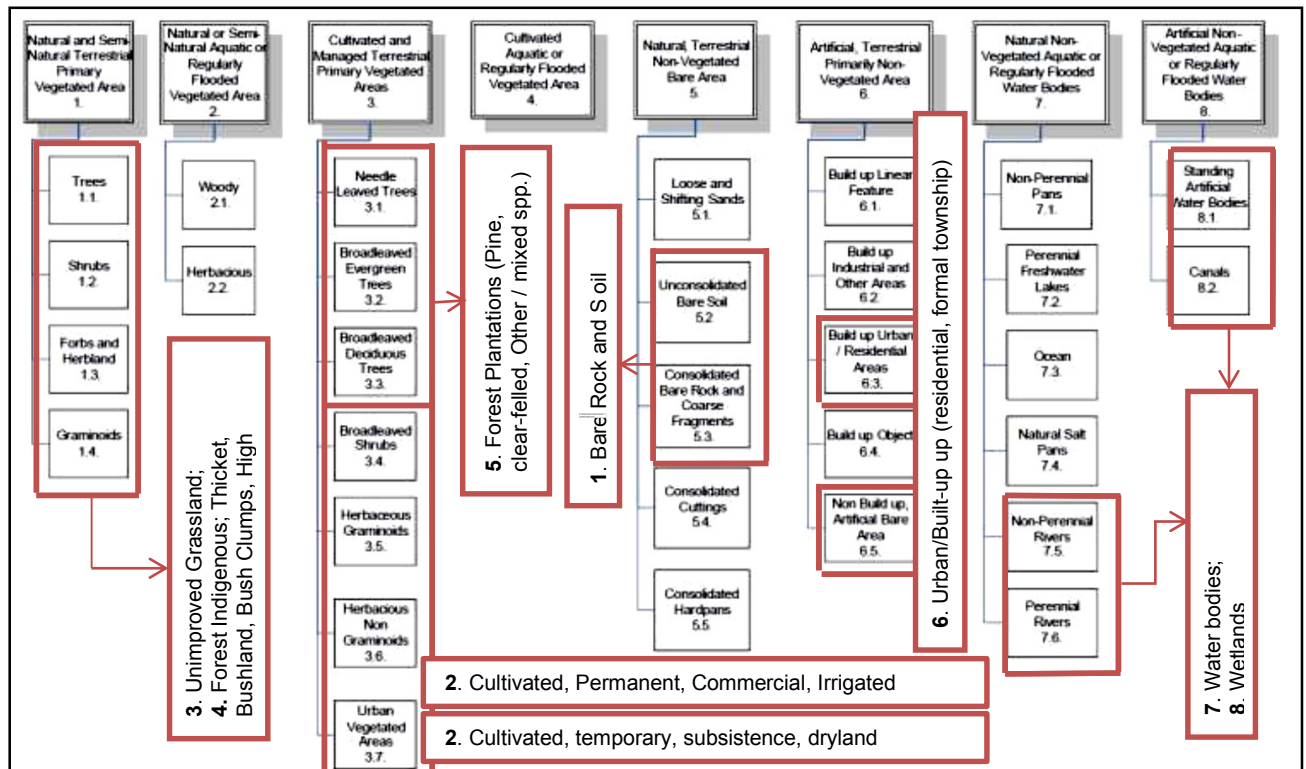 Natural and Semi-
Natural Terrestrial
Primary
Vegetated Area
1.
Natural or Semi-
Natural Aquatic or
Regularly
Flooded
Vegetated Area
2.
Cultivated and
Managed Terrestrial
Primary Vegetated
Areas
3.
Cultivated
Aquatic or
Regularly Flooded
Vegetated Area
4.
Natural, Terrestrial
Non-Vegetated
Bare Area
5.
Artificial, Terrestrial
Primarily Non-
Vegetated Area
6.
Natural Non-
Vegetated Aquatic or
Regularly Flooded
Water Bodies
7.
Artificial Non-
Vegetated Aquatic
or Regularly
Flooded Water
Bodies
8.
Trees
1.1.
Shrubs
1.2.
Forbs and
Herbland
1.3.
Graminoids
1.4.
3. Unimproved Grassland;
4. Forest Indigenous; Thicket,
Bushland, Bush Clumps, High
Woody
2.1.
Herbacious
2.2.
Needle
Leaved Trees
3.1.
Broadleaved
Evergreen
Trees
3.2.
Broadleaved
Deciduous
Trees
3.3.
Broadleaved
Shrubs
3.4.
Herbaceous
Graminoids
3.5.
Herbacious
Non
Graminoids
3.6.
Urban
Vegetated
Areas
3.7.
5. Forest Plantations (Pine,
clear-felled, Other / mixed spp.)
1. Bare Rock and Soil
Loose and
Shifting Sands
5.1.
Unconsolidated
Bare Soil
5.2
Consolidated
Bare Rock and
Coarse
Fragments
5.3.
Consolidated
Cuttings
5.4.
Consolidated
Hardpans
5.5.
Build up Linear
Feature
6.1.
Build up
Industrial and
Other Areas
6.2.
Build up Urban
/ Residential
Areas
6.3.
Build up Object
6.4.
Non Build up,
Artificial Bare
Area
6.5.
6. Urban/Built-up up (residential, formal township)
Non-Perennial
Pans
7.1.
Perennial
Freshwater
Lakes
7.2.
Ocean
7.3.
Natural Salt
Pans
7.4.
Non-Perennial
Rivers
7.5.
Perennial
Rivers
7.6.
Standing
Artificial
Water Bodies
8.1
Canals
8.2.
7. Water bodies;
8. Wetlands
2. Cultivated, Permanent, Commercial, Irrigated
2. Cultivated, temporary, subsistence, dryland